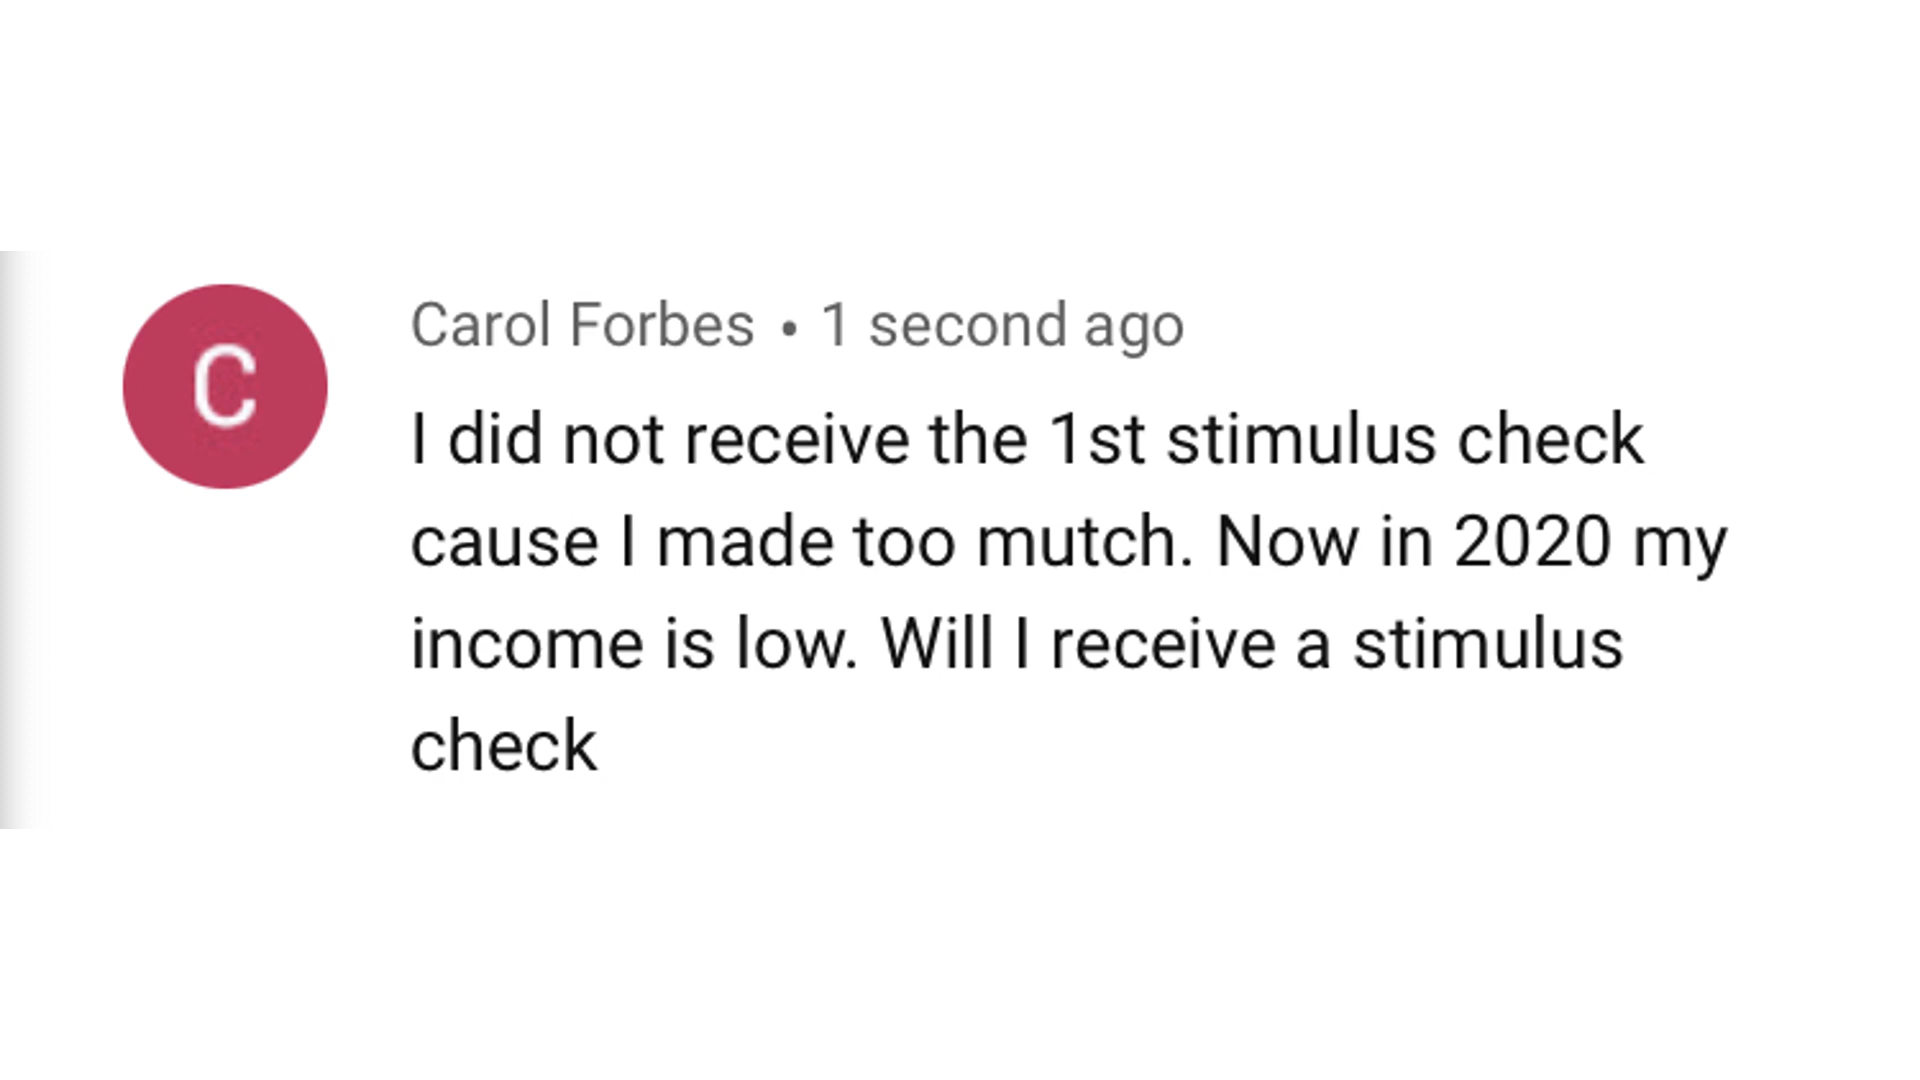 C
Carol Forbes • 1 second ago
I did not receive the 1st stimulus check
cause I made too mutch. Now in 2020 my
income is low. Will I receive a stimulus
check